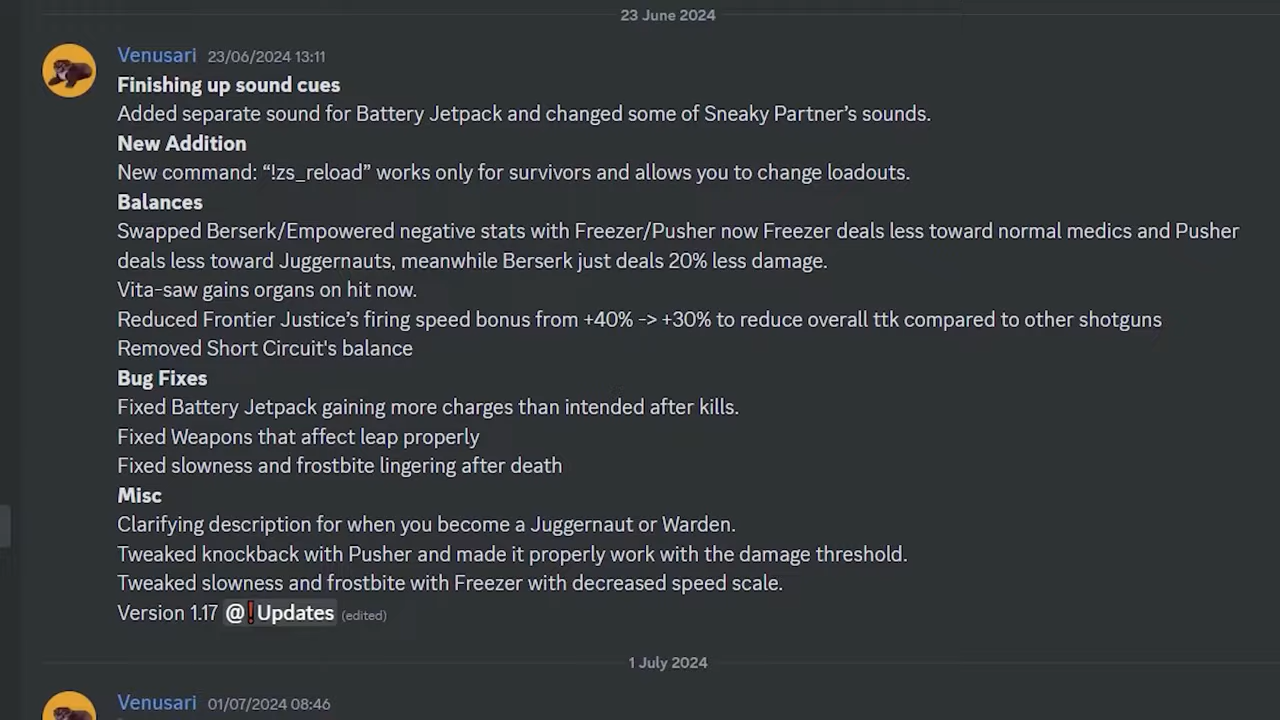 23 June 2024
Venusari 23/06/2024 13:11
Finishing up sound cues
Added separate sound for Battery Jetpack and changed some of Sneaky Partner’s sounds.
New Addition
New command: “!zs_reload” works only for survivors and allows you to change loadouts.
Balances
Swapped Berserk/Empowered negative stats with Freezer/Pusher now Freezer deals less toward normal medics and Pusher
deals less toward Juggernauts, meanwhile Berserk just deals 20% less damage.
Vita-saw gains organs on hit now.
Reduced Frontier Justice’s firing speed bonus from +40% -> +30% to reduce overall ttk compared to other shotguns
Removed Short Circuit's balance
Bug Fixes
Fixed Battery Jetpack gaining more charges than intended after kills.
Fixed Weapons that affect leap properly
Fixed slowness and frostbite lingering after death
Misc
Clarifying description for when you become a Juggernaut or Warden.
Tweaked knockback with Pusher and made it properly work with the damage threshold.
Tweaked slowness and frostbite with Freezer with decreased speed scale.
Version 1.17 @❗Updates (edited)
1 July 2024
Venusari 01/07/2024 08:46